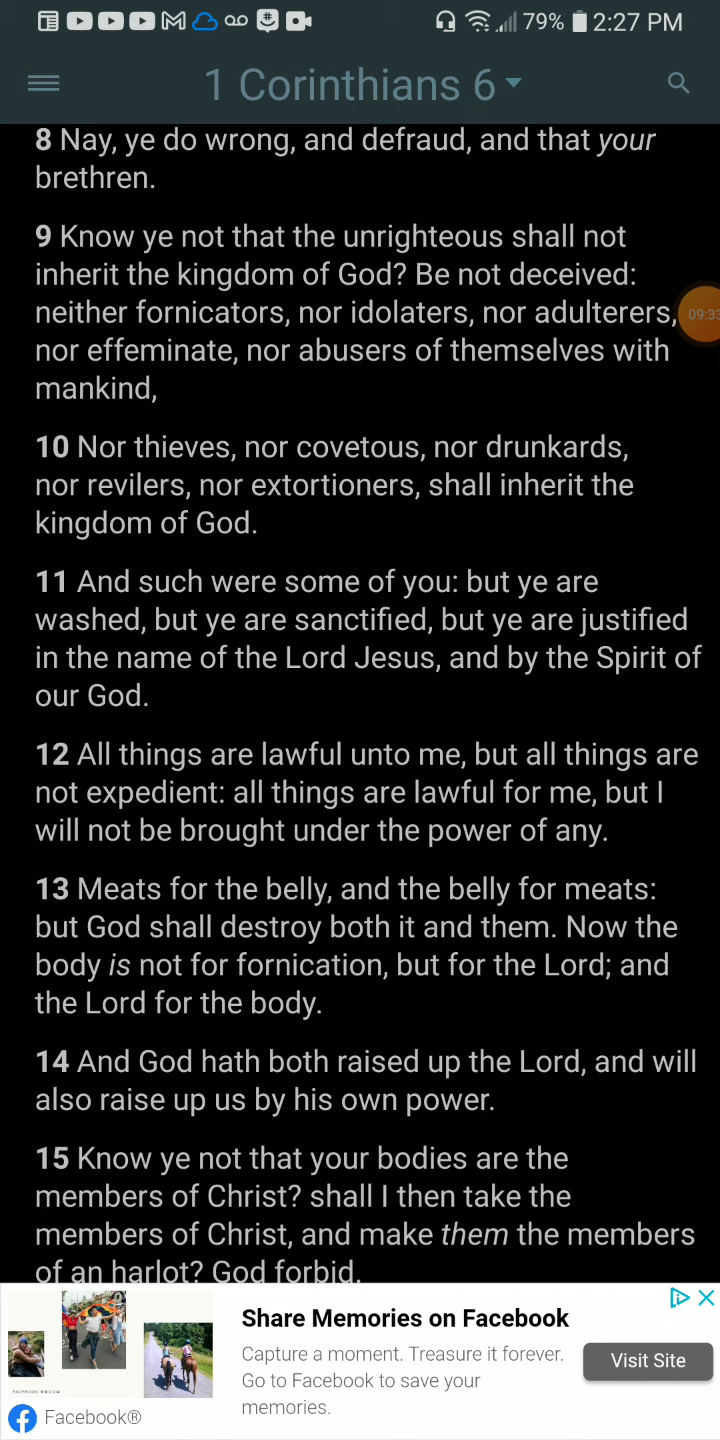 79% 2:27 PM
1 Corinthians 6
8 Nay, ye do wrong, and defraud, and that your
brethren.
9 Know ye not that the unrighteous shall not
inherit the kingdom of God? Be not deceived:
neither fornicators, nor idolaters, nor adulterers,
09:33
nor effeminate, nor abusers of themselves with
mankind,
10 Nor thieves, nor covetous, nor drunkards,
nor revilers, nor extortioners, shall inherit the
kingdom of God.
11 And such were some of you: but ye are
washed, but ye are sanctified, but ye are justified
in the name of the Lord Jesus, and by the Spirit of
our God.
12 All things are lawful unto me, but all things are
not expedient: all things are lawful for me, but I
will not be brought under the power of any.
13 Meats for the belly, and the belly for meats:
but God shall destroy both it and them. Now the
body is not for fornication, but for the Lord; and
the Lord for the body.
14 And God hath both raised up the Lord, and will
also raise up us by his own power.
15 Know ye not that your bodies are the
members of Christ? shall I then take the
members of Christ, and make them the members
of an harlot? God forbid.
Share Memories on Facebook
Capture a moment. Treasure it forever.
Go to Facebook to save your
memories.
Visit Site
Facebook®